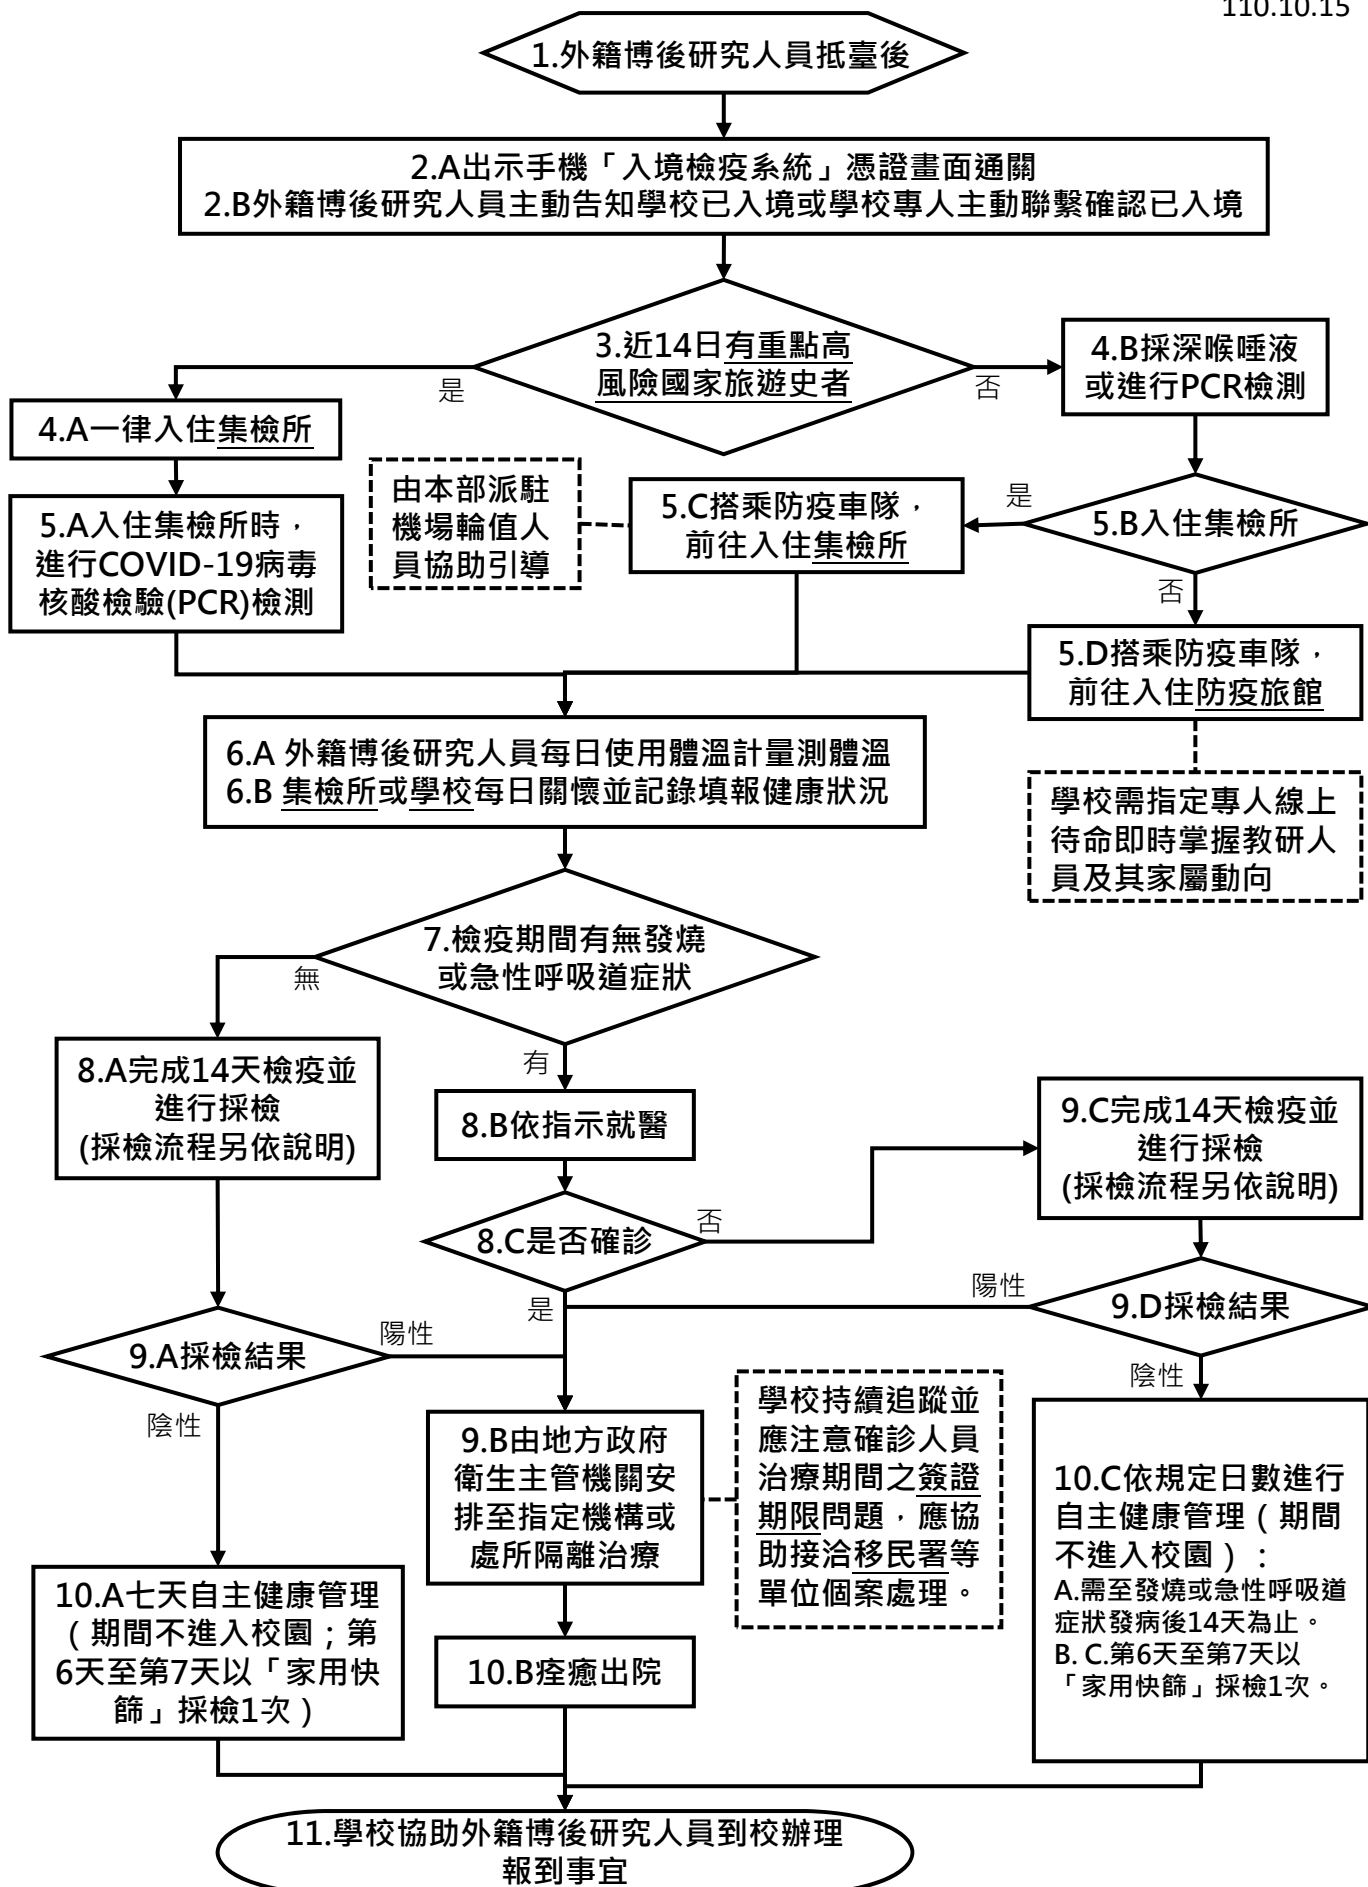 110.10.15
1.外籍博後研究人員抵臺後
2.A出示手機「入境檢疫系統」憑證畫面通關
2.B外籍博後研究人員主動告知學校已入境或學校專人主動聯繫確認已入境
3.近14日有重點高
風險國家旅遊史者
是
否
4.A一律入住集檢所
4.B採深喉唾液
或進行PCR檢測
5.A入住集檢所時，
進行COVID-19病毒
核酸檢驗(PCR)檢測
由本部派駐
機場輪值人
員協助引導
5.C搭乘防疫車隊，
前往入住集檢所
是
5.B入住集檢所
否
5.D搭乘防疫車隊，
前往入住防疫旅館
學校需指定專人線上
待命即時掌握教研人
員及其家屬動向
6.A 外籍博後研究人員每日使用體溫計量測體溫
6.B 集檢所或學校每日關懷並記錄填報健康狀況
7.檢疫期間有無發燒
或急性呼吸道症狀
無
有
8.A完成14天檢疫並
進行採檢
(採檢流程另依說明)
8.B依指示就醫
8.C是否確診
否
是
9.C完成14天檢疫並
進行採檢
(採檢流程另依說明)
9.D採檢結果
陽性
陰性
9.A採檢結果
陽性
陰性
9.B由地方政府
衛生主管機關安
排至指定機構或
處所隔離治療
學校持續追蹤並
應注意確診人員
治療期間之簽證
期限問題，應協
助接洽移民署等
單位個案處理。
10.A七天自主健康管理
（期間不進入校園；第
6天至第7天以「家用快
篩」採檢1次）
10.B痊癒出院
10.C依規定日數進行
自主健康管理（期間
不進入校園）：
A.需至發燒或急性呼吸道
症狀發病後14天為止。
B. C.第6天至第7天以
「家用快篩」採檢1次。
11.學校協助外籍博後研究人員到校辦理
報到事宜